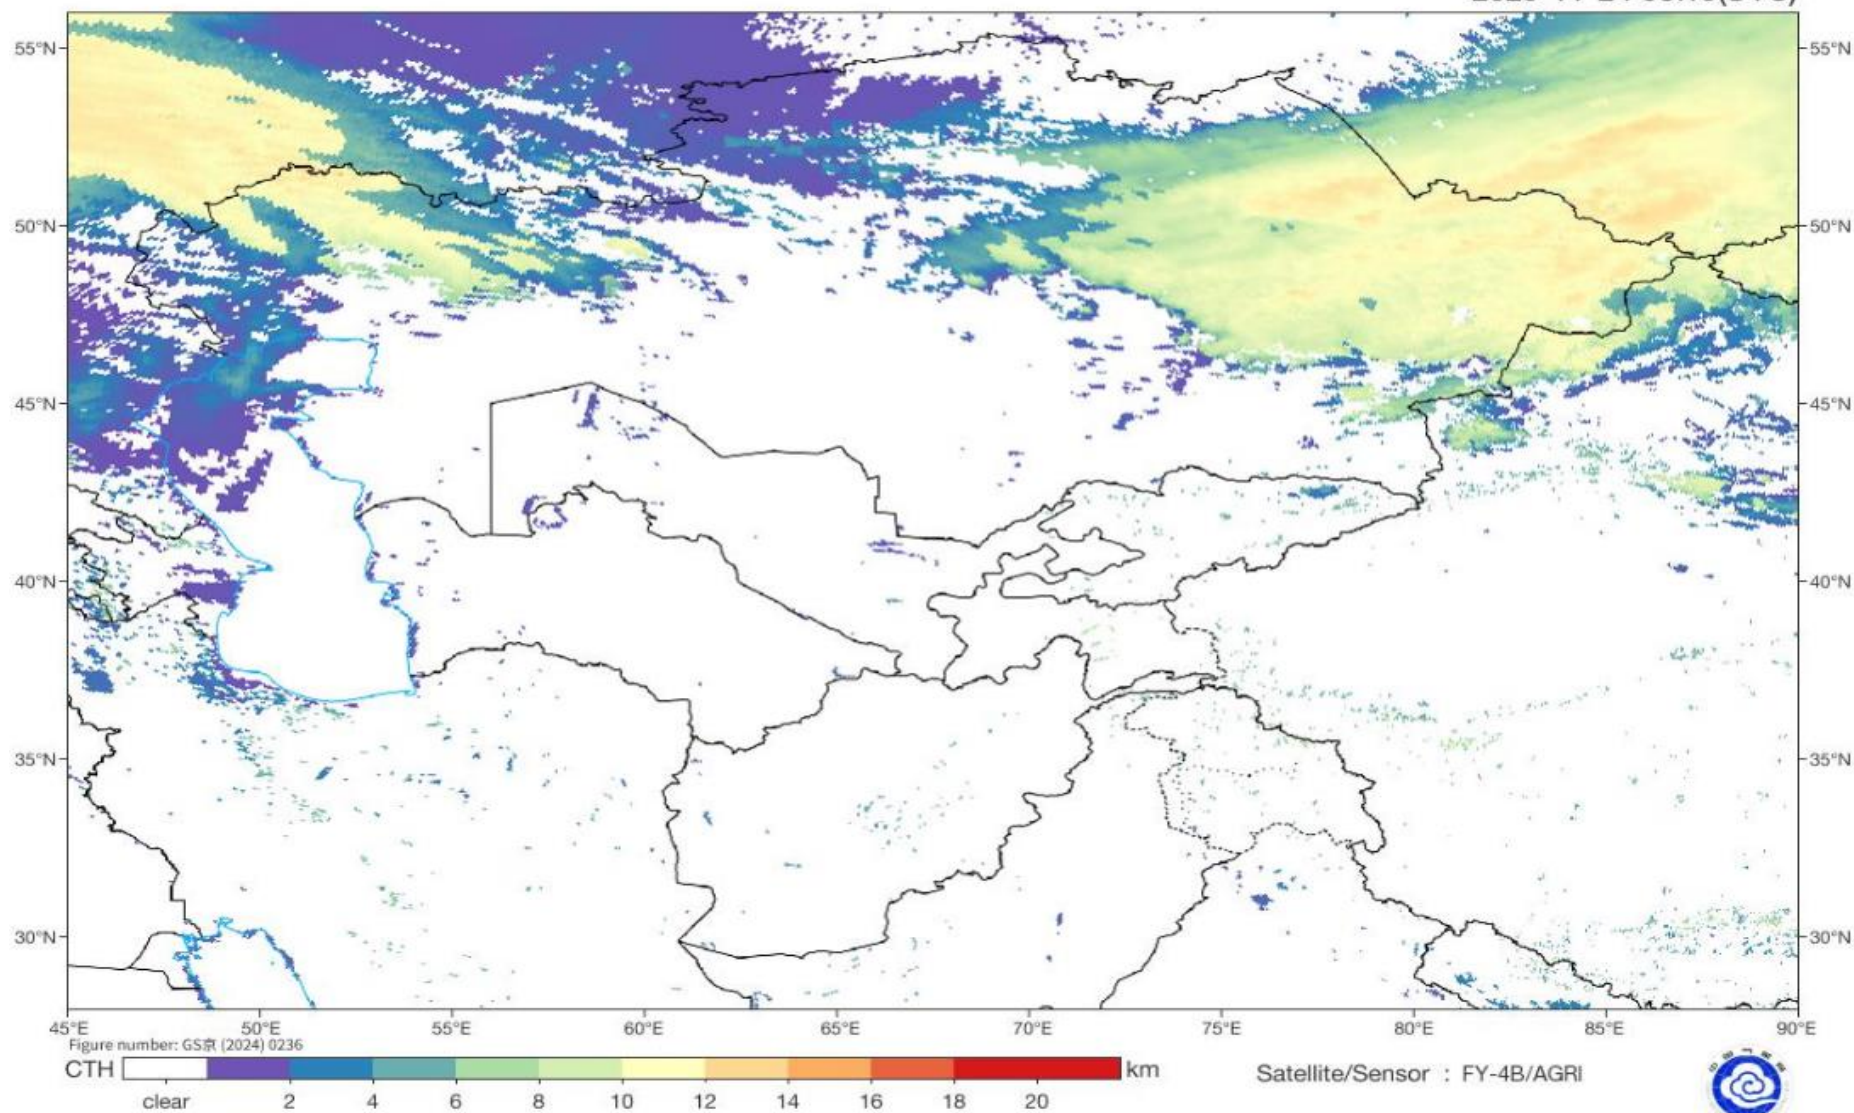 55°N 55°N
50°N 50°N
45°N 45°N
40°N 40°N
35°N 35°N
30°N 30°N
45°E 50°E 55°E 60°E 65°E 70°E 75°E 80°E 85°E 90°E
Figure number: GS京 (2024) 0236
CTH km
clear 2 4 6 8 10 12 14 16 18 20
Satellite/Sensor : FY-4B/AGRI